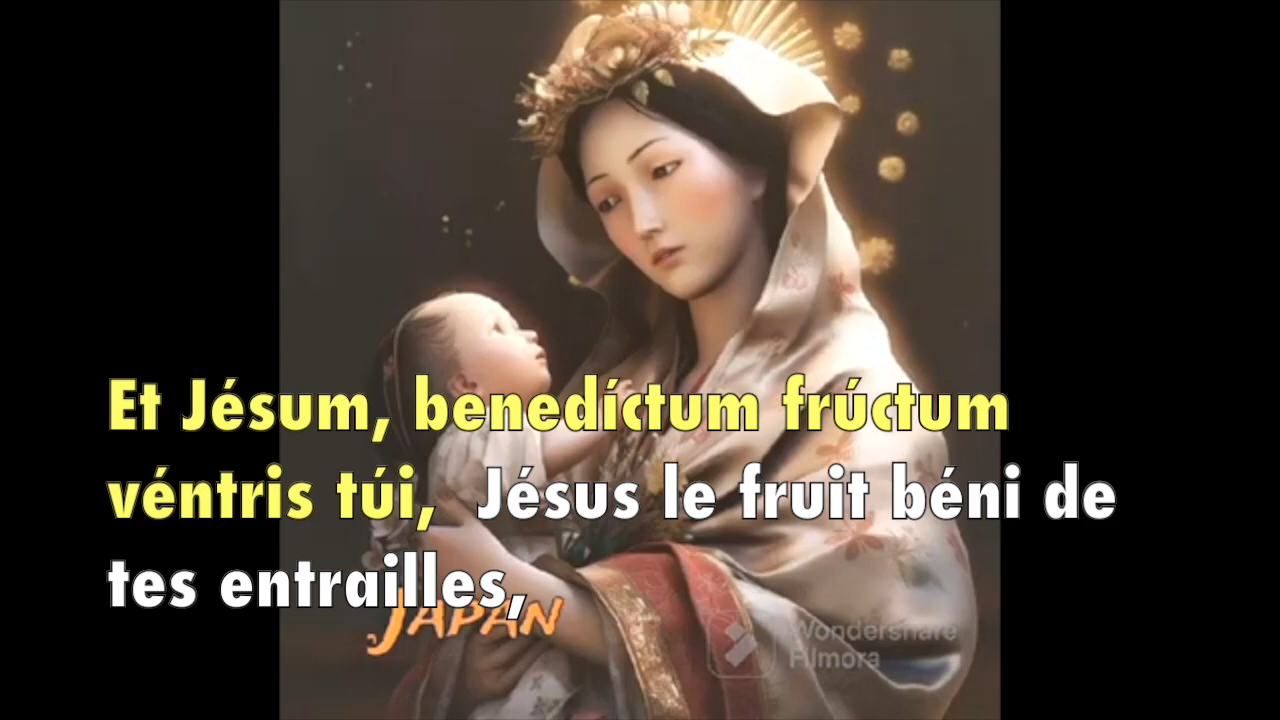 Et Jésum, benedíctum frúctum
véntris túi,  Jésus le fruit béni de
tes entrailles,
JAPAN
Wondershare
Filmora